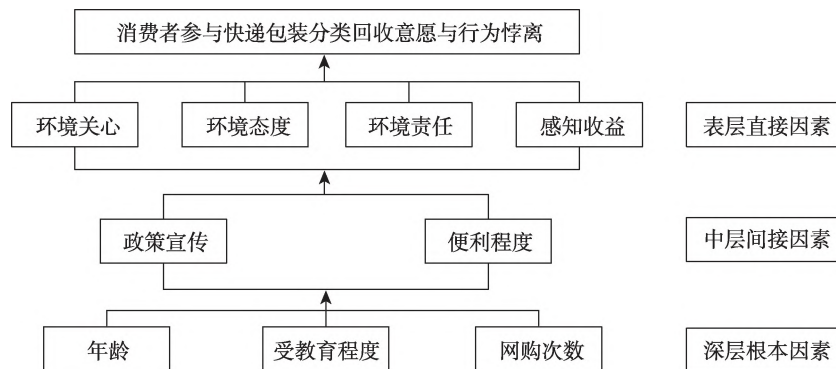 消费者参与快递包装分类回收意愿与行为悖离
环境关心 环境态度 环境责任 感知收益 表层直接因素
政策宣传 便利程度 中层间接因素
年龄 受教育程度 网购次数 深层根本因素